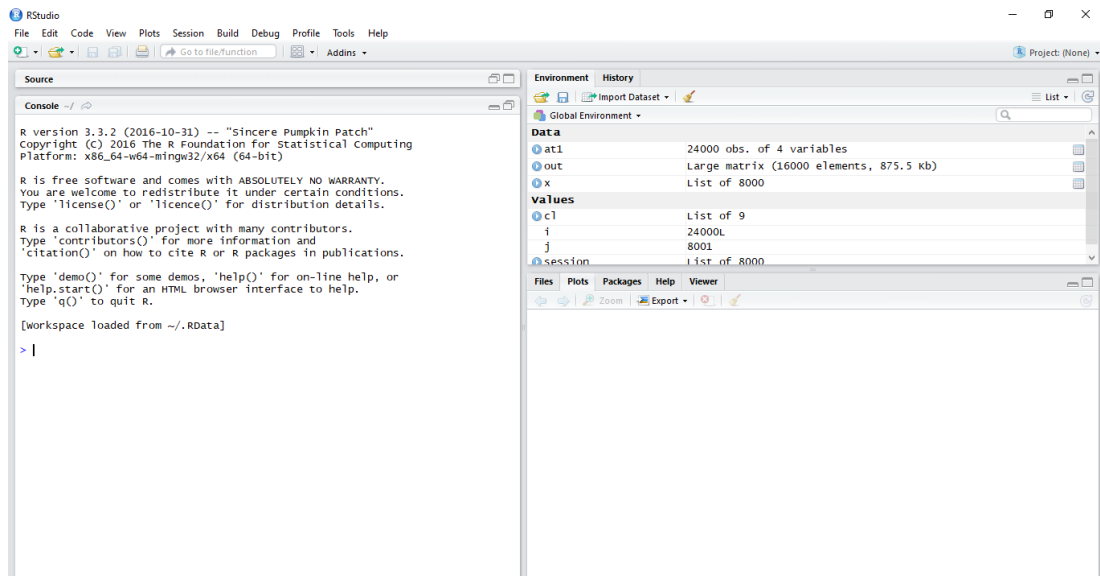 RStudio
File Edit Code View Plots Session Build Debug Profile Tools Help
Go to file/function Addins Project: (None)
Source
Console ~/
R version 3.3.2 (2016-10-31) -- "Sincere Pumpkin Patch"
Copyright (C) 2016 The R Foundation for Statistical Computing
Platform: x86_64-w64-mingw32/x64 (64-bit)
R is free software and comes with ABSOLUTELY NO WARRANTY.
You are welcome to redistribute it under certain conditions.
Type 'license()' or 'licence()' for distribution details.
R is a collaborative project with many contributors.
Type 'contributors()' for more information and
'citation()' on how to cite R or R packages in publications.
Type 'demo()' for some demos, 'help()' for on-line help, or
'help.start()' for an HTML browser interface to help.
Type 'q()' to quit R.
[Workspace loaded from ~/.RData]
>
Environment History
Import Dataset List
Global Environment
Data
at1 24000 obs. of 4 variables
out Large matrix (16000 elements, 875.5 Kb)
x List of 8000
Values
cl List of 9
i 24000L
j 8001
session List of 8000
Files Plots Packages Help Viewer
Zoom Export